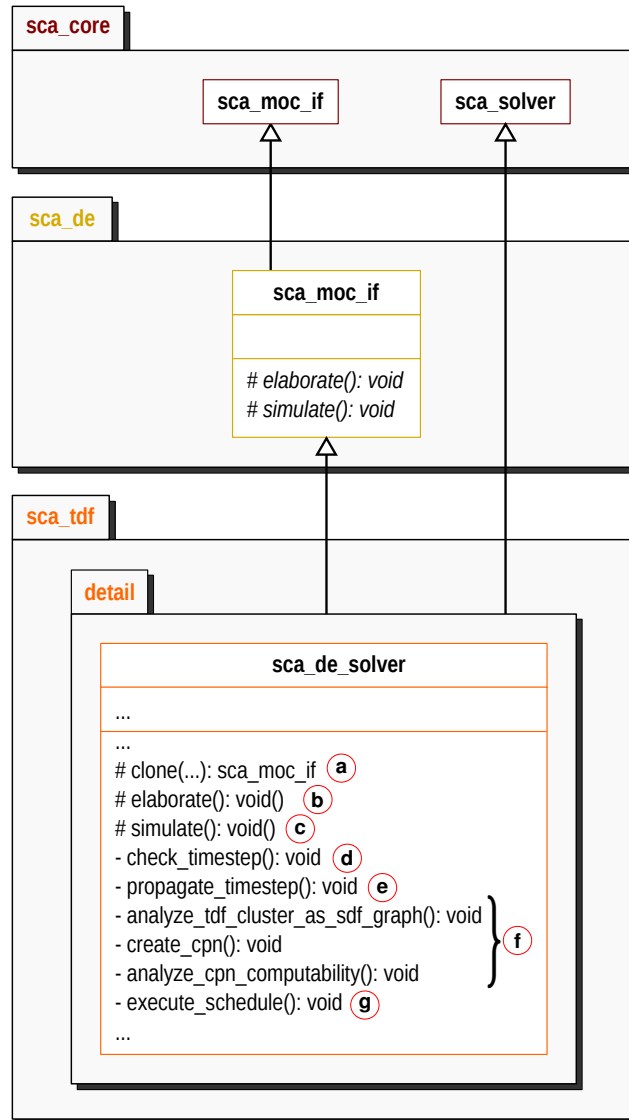 sca_core
sca_moc_if
sca_solver
sca_de
sca_moc_if
# elaborate(): void
# simulate(): void
sca_tdf
detail
sca_de_solver
...
...
# clone(...): sca_moc_if a
# elaborate(): void() b
# simulate(): void() c
- check_timestep(): void d
- propagate_timestep(): void e
- analyze_tdf_cluster_as_sdf_graph(): void
- create_cpn(): void f
- analyze_cpn_computability(): void
- execute_schedule(): void g
...